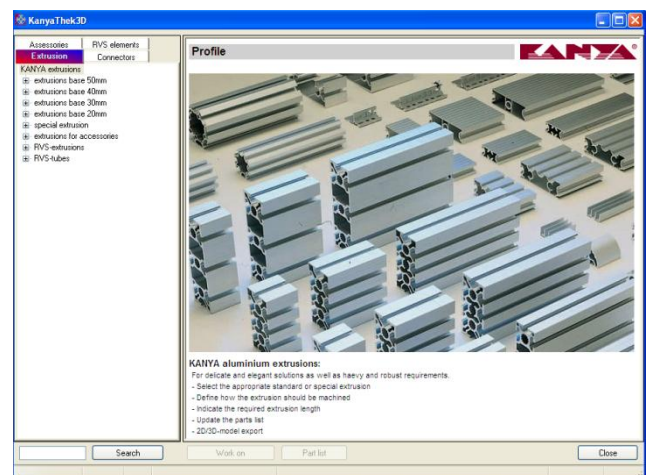 KanyaThek3D
Assessories RVS elements
Extrusion Connectors
KANYA extrusions
extrusions base 50mm
extrusions base 40mm
extrusions base 30mm
extrusions base 20mm
special extrusion
extrusions for accessories
RVS-extrusions
RVS-tubes
Profile
KANYA®
KANYA aluminium extrusions:
For delicate and elegant solutions as well as haevy and robust requirements.
- Select the appropriate standard or special extrusion
- Define how the extrusion should be machined
- Indicate the required extrusion length
- Update the parts list
- 2D/3D-model export
Search Work on Part list Close